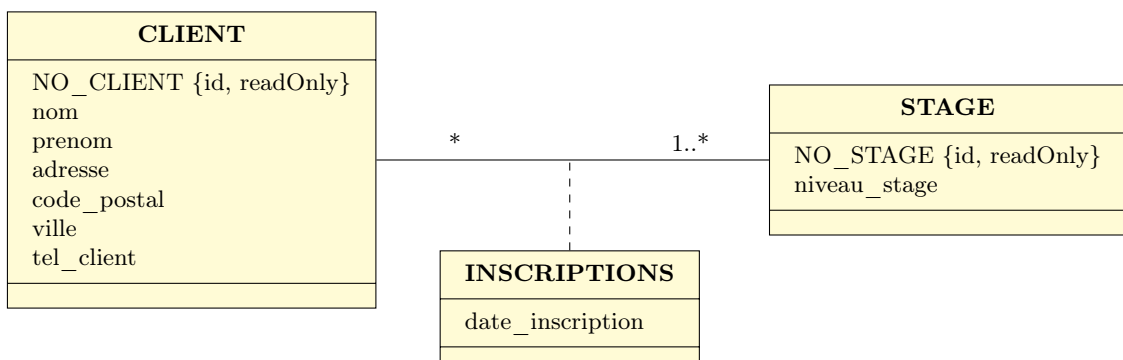 CLIENT
NO_CLIENT {id, readOnly}
nom
prenom
adresse
code_postal
ville
tel_client
*
1..*
STAGE
NO_STAGE {id, readOnly}
niveau_stage
INSCRIPTIONS
date_inscription